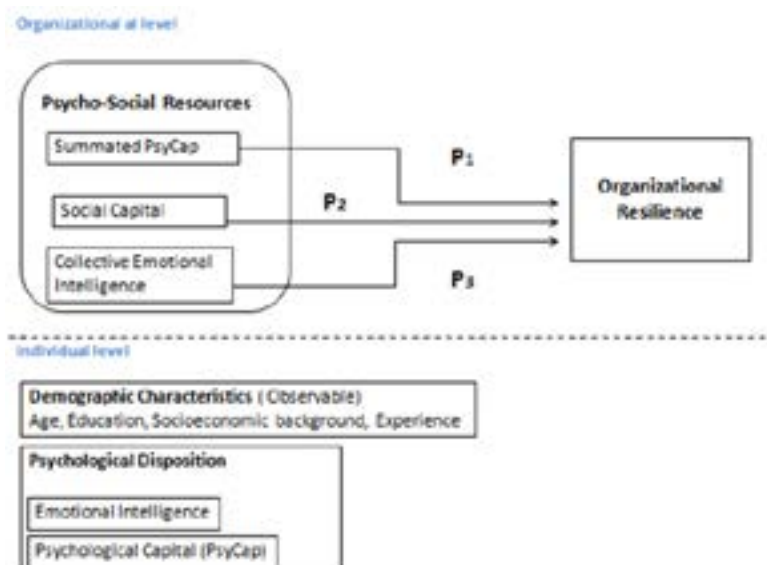 Organizational at level
Psycho-Social Resources
Summated PsyCap
P1
Social Capital
P2
Organizational
Resilience
Collective Emotional
Intelligence
P3
Individual level
Demographic Characteristics ( Observable)
Age, Education, Socioeconomic background, Experience
Psychological Disposition
Emotional Intelligence
Psychological Capital (PsyCap)